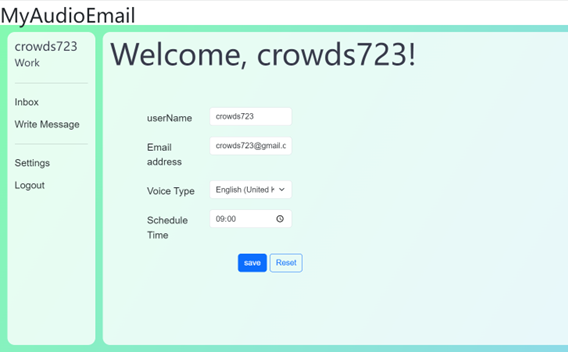 MyAudioEmail
crowds723
Work
Inbox
Write Message
Settings
Logout
Welcome, crowds723!
userName
crowds723
Email
address
crowds723@gmail.c
Voice Type
English (United K
Schedule
Time
09:00
save
Reset